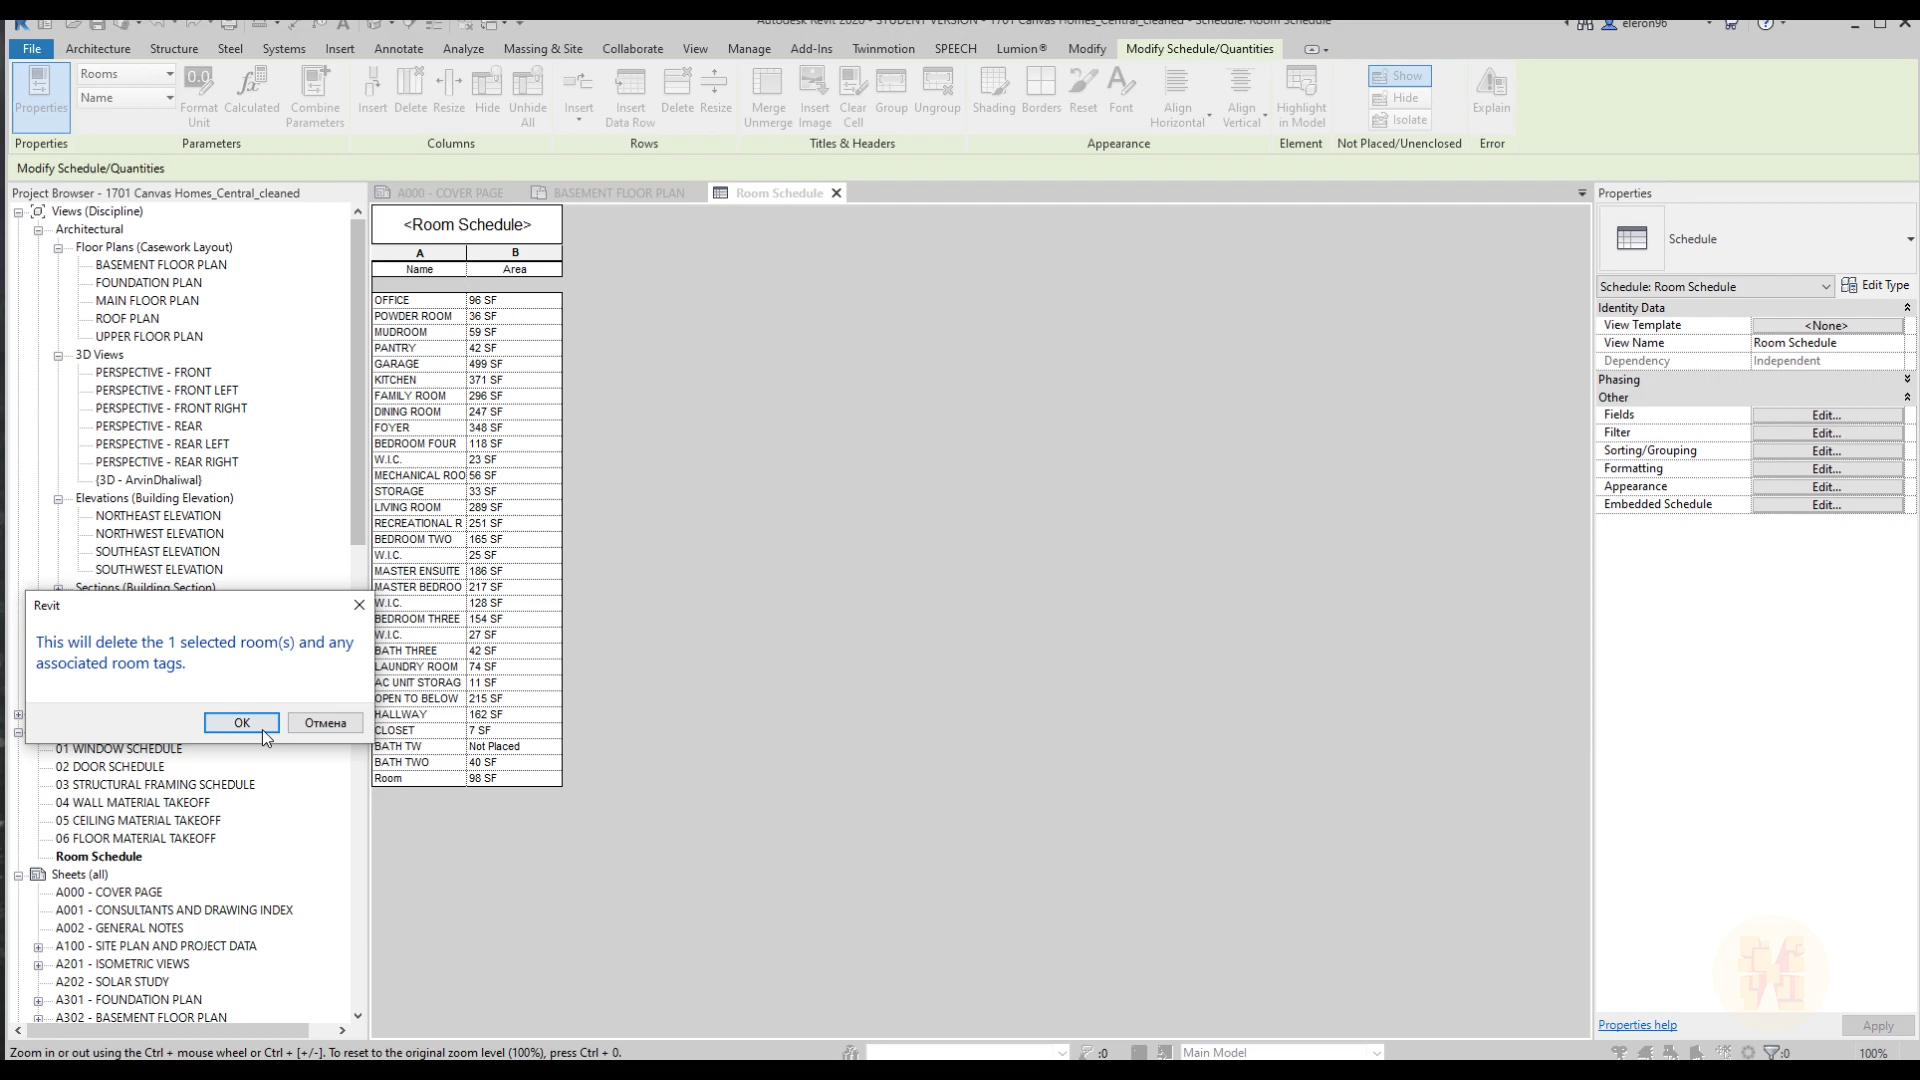 Autodesk Revit 2020 - STUDENT VERSION - 1701 Canvas Homes_Central_cleaned - Schedule: Room Schedule
eleron96
File Architecture Structure Steel Systems Insert Annotate Analyze Massing & Site Collaborate View Manage Add-Ins Twinmotion SPEECH Lumion® Modify Modify Schedule/Quantities
Properties
Rooms
Name
0.0
Format Unit
Calculated
Combine Parameters
Insert
Delete
Resize
Hide
Unhide All
Insert
Insert Data Row
Delete
Resize
Merge Unmerge
Insert Image
Clear Cell
Group
Ungroup
Shading
Borders
Reset
Font
Align Horizontal
Align Vertical
Highlight in Model
Show
Hide
Isolate
Explain
Properties Parameters Columns Rows Titles & Headers Appearance Element Not Placed/Unenclosed Error
Modify Schedule/Quantities
Project Browser - 1701 Canvas Homes_Central_cleaned
Views (Discipline)
Architectural
Floor Plans (Casework Layout)
BASEMENT FLOOR PLAN
FOUNDATION PLAN
MAIN FLOOR PLAN
ROOF PLAN
UPPER FLOOR PLAN
3D Views
PERSPECTIVE - FRONT
PERSPECTIVE - FRONT LEFT
PERSPECTIVE - FRONT RIGHT
PERSPECTIVE - REAR
PERSPECTIVE - REAR LEFT
PERSPECTIVE - REAR RIGHT
{3D - ArvinDhaliwal}
Elevations (Building Elevation)
NORTHEAST ELEVATION
NORTHWEST ELEVATION
SOUTHEAST ELEVATION
SOUTHWEST ELEVATION
Sections (Building Section)
Revit
This will delete the 1 selected room(s) and any
associated room tags.
OK Отмена
01 WINDOW SCHEDULE
02 DOOR SCHEDULE
03 STRUCTURAL FRAMING SCHEDULE
04 WALL MATERIAL TAKEOFF
05 CEILING MATERIAL TAKEOFF
06 FLOOR MATERIAL TAKEOFF
Room Schedule
Sheets (all)
A000 - COVER PAGE
A001 - CONSULTANTS AND DRAWING INDEX
A002 - GENERAL NOTES
A100 - SITE PLAN AND PROJECT DATA
A201 - ISOMETRIC VIEWS
A202 - SOLAR STUDY
A301 - FOUNDATION PLAN
A302 - BASEMENT FLOOR PLAN
A000 - COVER PAGE BASEMENT FLOOR PLAN Room Schedule
<Room Schedule>
A B
Name Area
OFFICE 96 SF
POWDER ROOM 36 SF
MUDROOM 59 SF
PANTRY 42 SF
GARAGE 499 SF
KITCHEN 371 SF
FAMILY ROOM 296 SF
DINING ROOM 247 SF
FOYER 348 SF
BEDROOM FOUR 118 SF
W.I.C. 23 SF
MECHANICAL ROO 56 SF
STORAGE 33 SF
LIVING ROOM 289 SF
RECREATIONAL R 251 SF
BEDROOM TWO 165 SF
W.I.C. 25 SF
MASTER ENSUITE 186 SF
MASTER BEDROO 217 SF
W.I.C. 128 SF
BEDROOM THREE 154 SF
W.I.C. 27 SF
BATH THREE 42 SF
LAUNDRY ROOM 74 SF
AC UNIT STORAG 11 SF
OPEN TO BELOW 215 SF
HALLWAY 162 SF
CLOSET 7 SF
BATH TW Not Placed
BATH TWO 40 SF
Room 98 SF
Properties
Schedule
Schedule: Room Schedule Edit Type
Identity Data
View Template <None>
View Name Room Schedule
Dependency Independent
Phasing
Other
Fields Edit...
Filter Edit...
Sorting/Grouping Edit...
Formatting Edit...
Appearance Edit...
Embedded Schedule Edit...
Properties help Apply
Zoom in or out using the Ctrl + mouse wheel or Ctrl + [+/-]. To reset to the original zoom level (100%), press Ctrl + 0.
:0 Main Model :0 100%